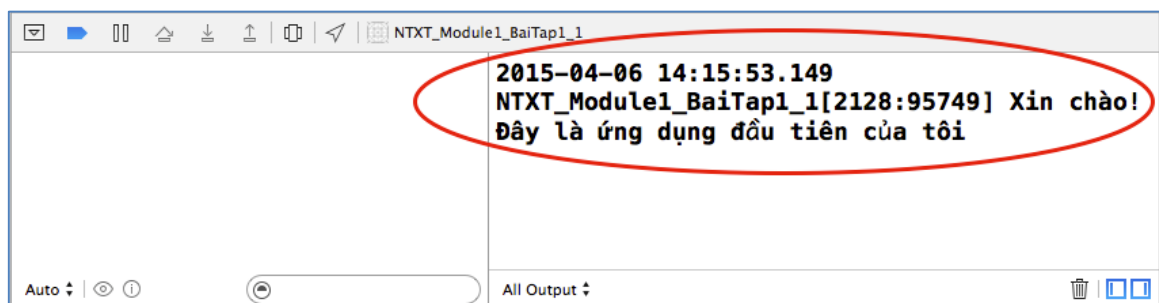 NTXT_Module1_BaiTap1_1
2015-04-06 14:15:53.149
NTXT_Module1_BaiTap1_1[2128:95749] Xin chào!
Đây là ứng dụng đầu tiên của tôi
Auto
All Output